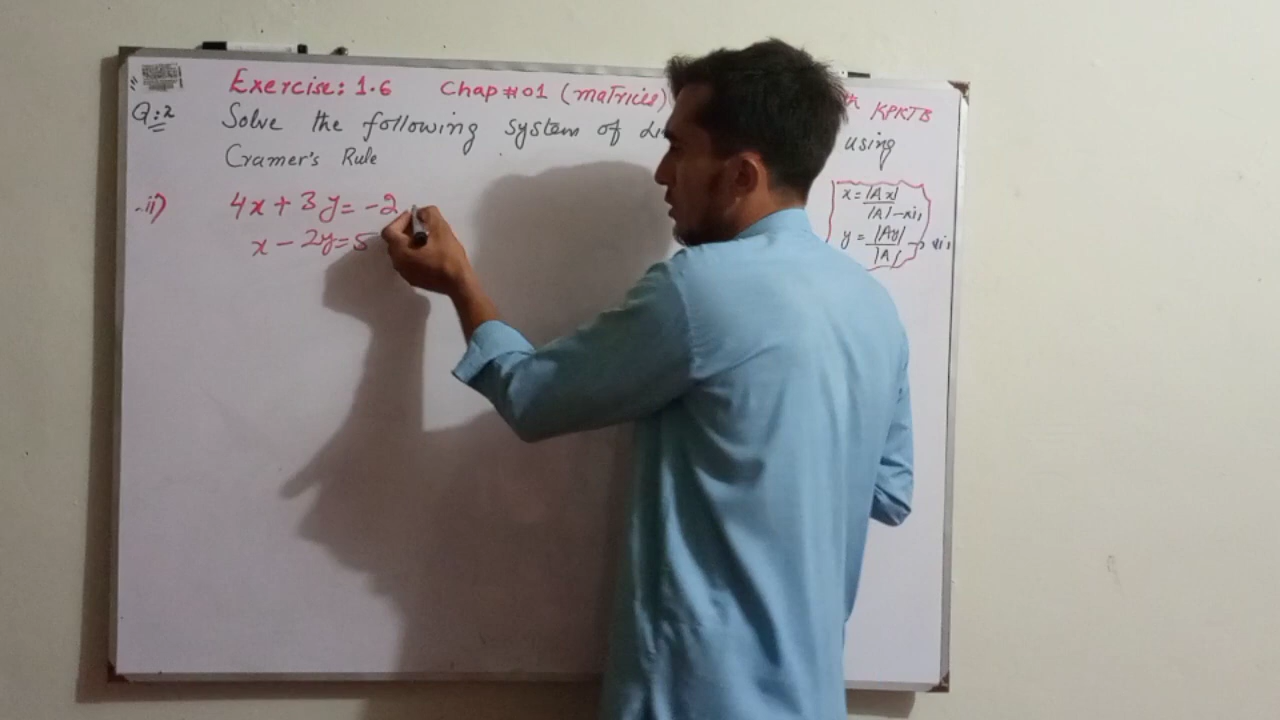 Exercise: 1.6 Chap # 01 (matrices) th KPKTB
Q:2 Solve the following system of using
Cramer's Rule
ii) 4x + 3y = -2
x - 2y = 5
x = |Ax|
|A|
y = |Ay|
|A|